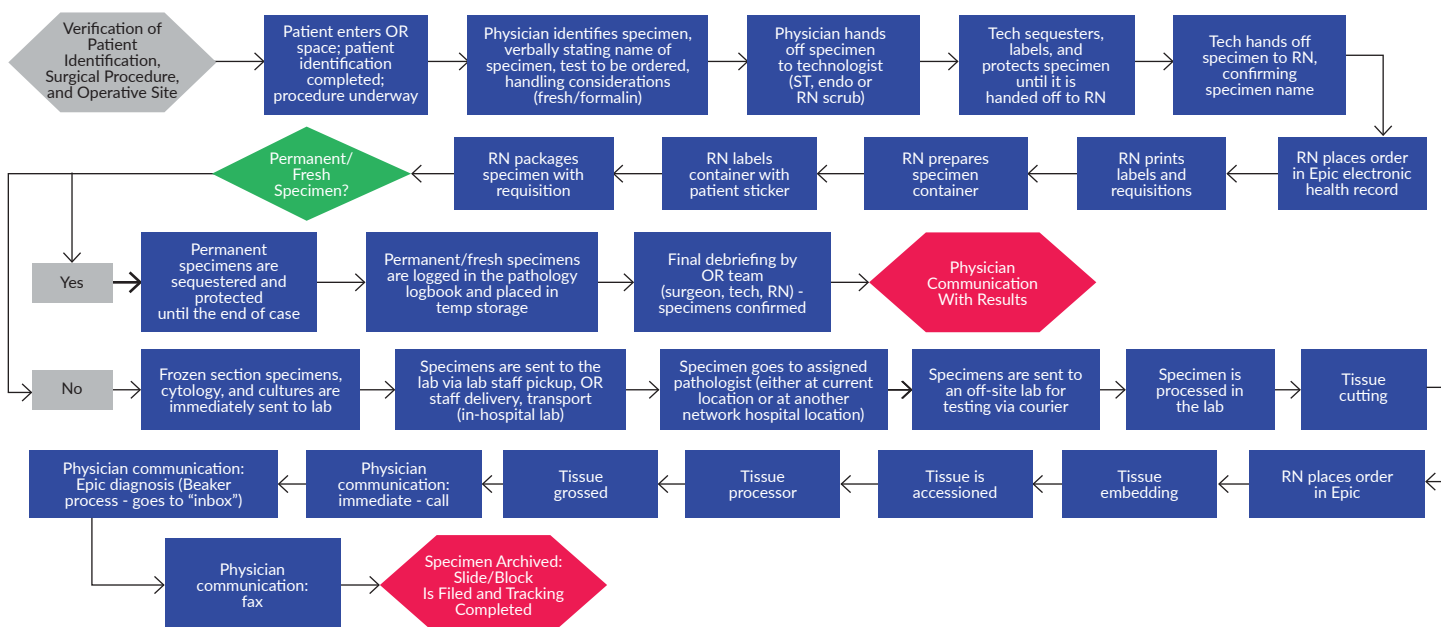 Verification of
Patient
Identification,
Surgical Procedure,
and Operative Site
Patient enters OR
space; patient
identification
completed;
procedure underway
Physician identifies specimen,
verbally stating name of
specimen, test to be ordered,
handling considerations
(fresh/formalin)
Physician hands
off specimen
to technologist
(ST, endo or
RN scrub)
Tech sequesters,
labels, and
protects specimen
until it is
handed off to RN
Tech hands off
specimen to RN,
confirming
specimen name
RN places order
in Epic electronic
health record
RN prints
labels and
requisitions
RN prepares
specimen
container
RN labels
container with
patient sticker
RN packages
specimen with
requisition
Permanent/
Fresh
Specimen?
Yes
Permanent
specimens are
sequestered and
protected
until the end of case
Permanent/fresh specimens
are logged in the pathology
logbook and placed in
temp storage
Final debriefing by
OR team
(surgeon, tech, RN) -
specimens confirmed
Physician
Communication
With Results
No
Frozen section specimens,
cytology, and cultures are
immediately sent to lab
Specimens are sent to the
lab via lab staff pickup, OR
staff delivery, transport
(in-hospital lab)
Specimen goes to assigned
pathologist (either at current
location or at another
network hospital location)
Specimens are sent to
an off-site lab for
testing via courier
Specimen is
processed in
the lab
Tissue
cutting
RN places order
in Epic
Tissue
embedding
Tissue is
accessioned
Tissue
processor
Tissue
grossed
Physician
communication:
immediate - call
Physician communication:
Epic diagnosis (Beaker
process - goes to “inbox”)
Physician
communication:
fax
Specimen Archived:
Slide/Block
Is Filed and Tracking
Completed